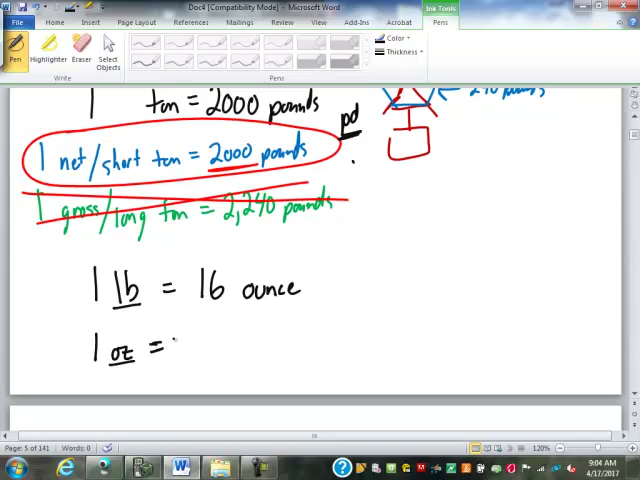 Doc4 [Compatibility Mode] - Microsoft Word
Ink Tools
File Home Insert Page Layout References Mailings Review View Acrobat Pens
Pen Highlighter Eraser Select Objects
Color
Thickness
Write Pens
1 ton = 2000 pounds
pd
1 net/short ton = 2000 pounds
1 gross/long ton = 2,240 pounds
1 lb = 16 ounce
1 oz =
Page: 5 of 141 Words: 0 120%
9:04 AM
4/17/2017